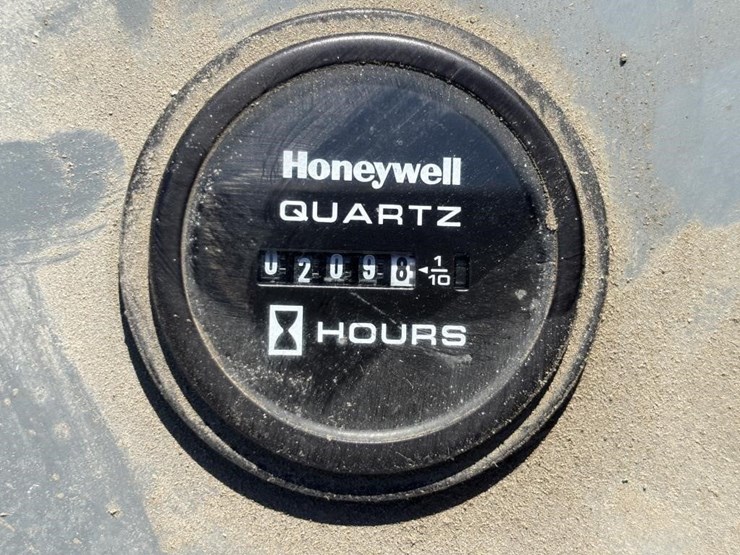 Honeywell
QUARTZ
02098 ◄ 1/10
HOURS